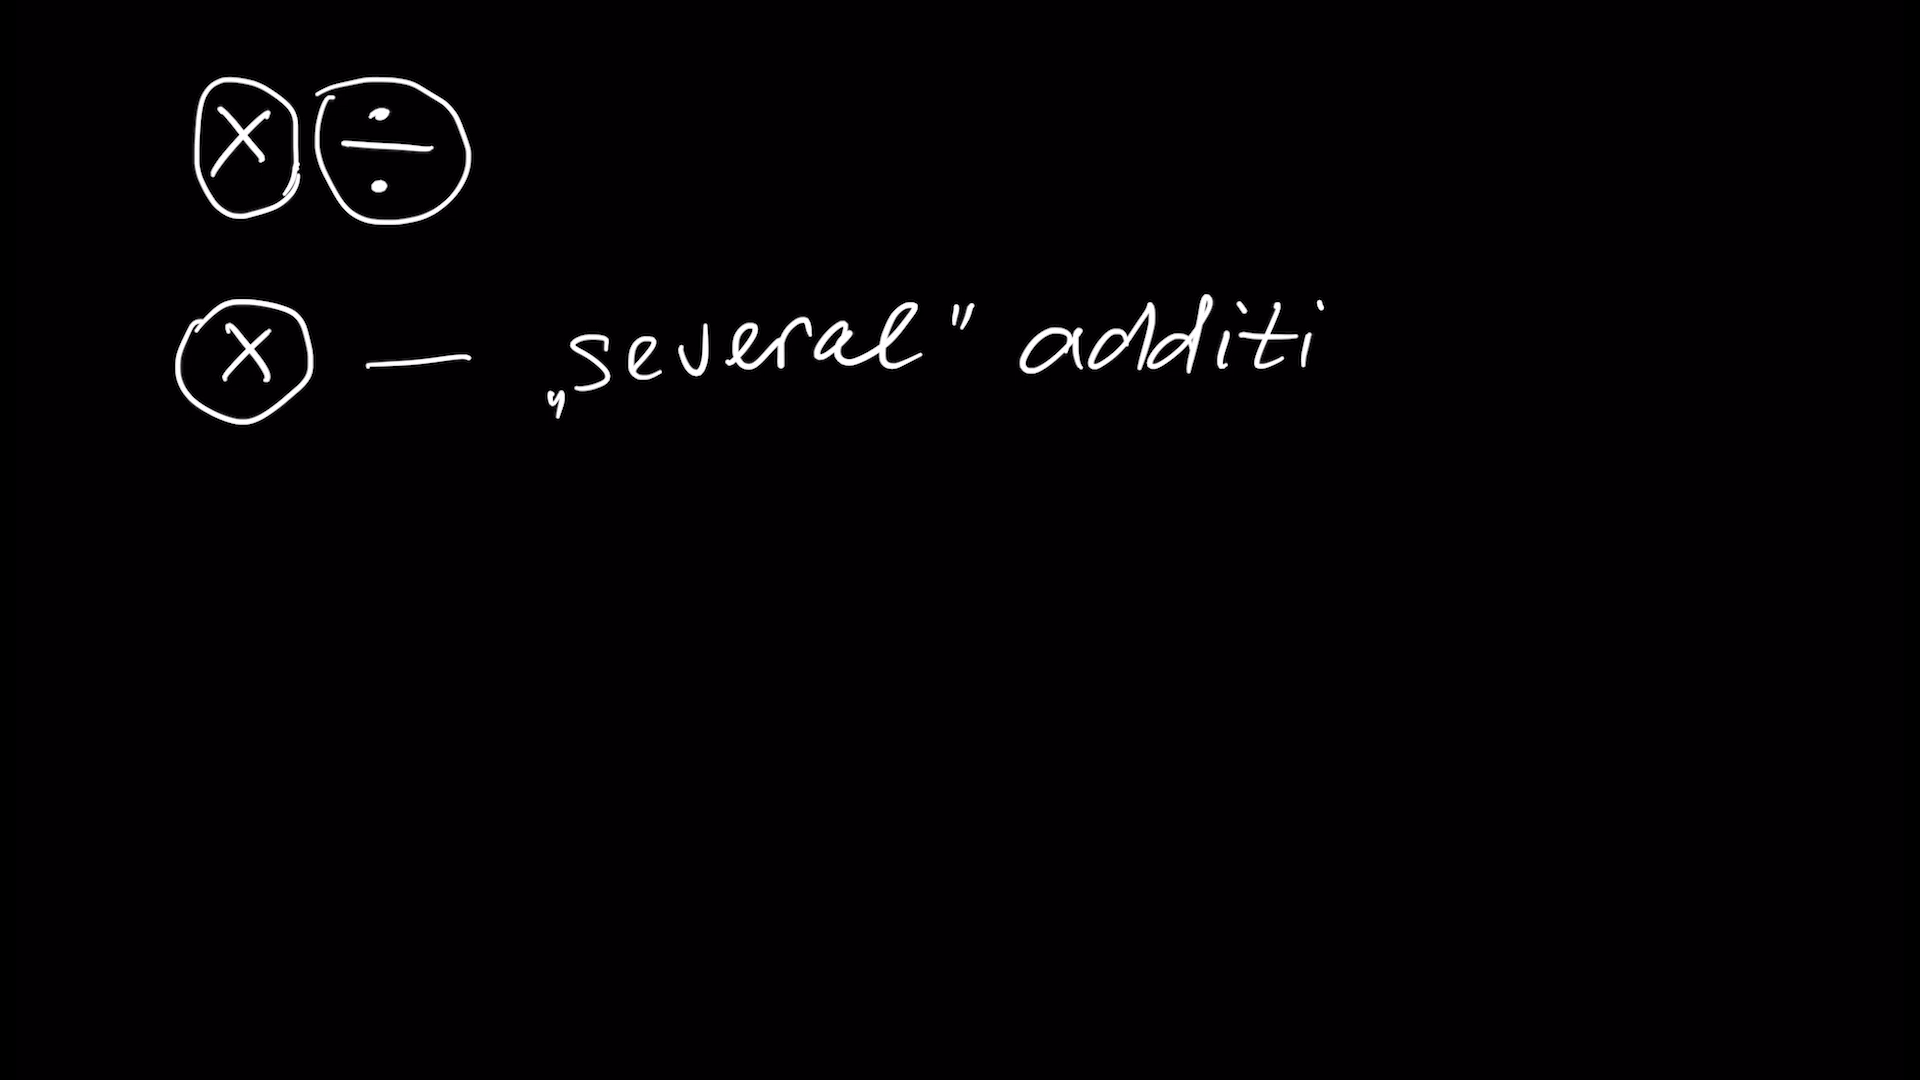 × ÷
× — „several" additi